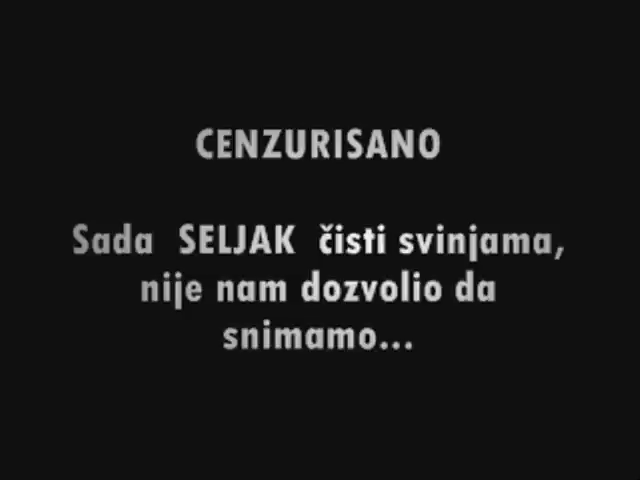 CENZURISANO
Sada SELJAK čisti svinjama,
nije nam dozvolio da
snimamo...